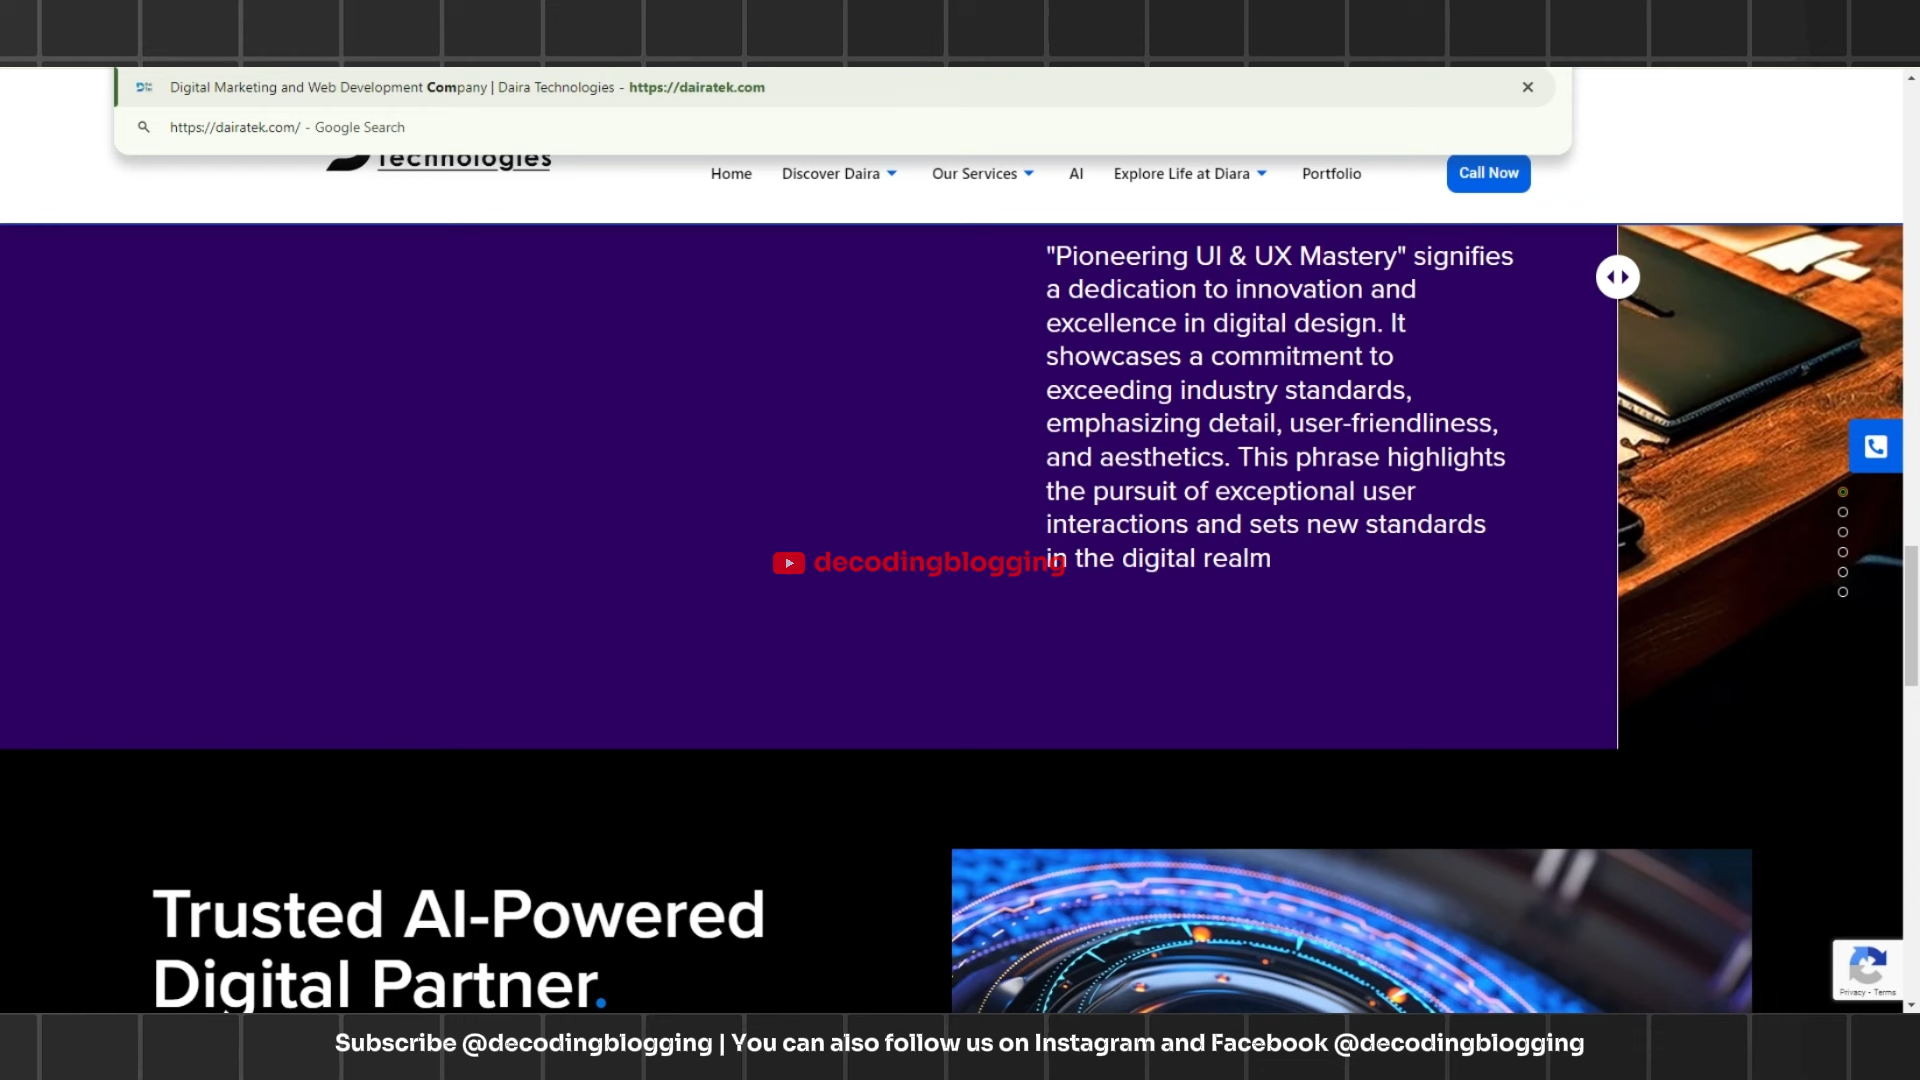 Digital Marketing and Web Development Company | Daira Technologies - https://dairatek.com
https://dairatek.com/ - Google Search
Technologies
Home Discover Daira Our Services AI Explore Life at Diara Portfolio Call Now
"Pioneering UI & UX Mastery" signifies
a dedication to innovation and
excellence in digital design. It
showcases a commitment to
exceeding industry standards,
emphasizing detail, user-friendliness,
and aesthetics. This phrase highlights
the pursuit of exceptional user
interactions and sets new standards
in the digital realm
decodingblogging
Trusted AI-Powered
Digital Partner.
Privacy - Terms
Subscribe @decodingblogging | You can also follow us on Instagram and Facebook @decodingblogging